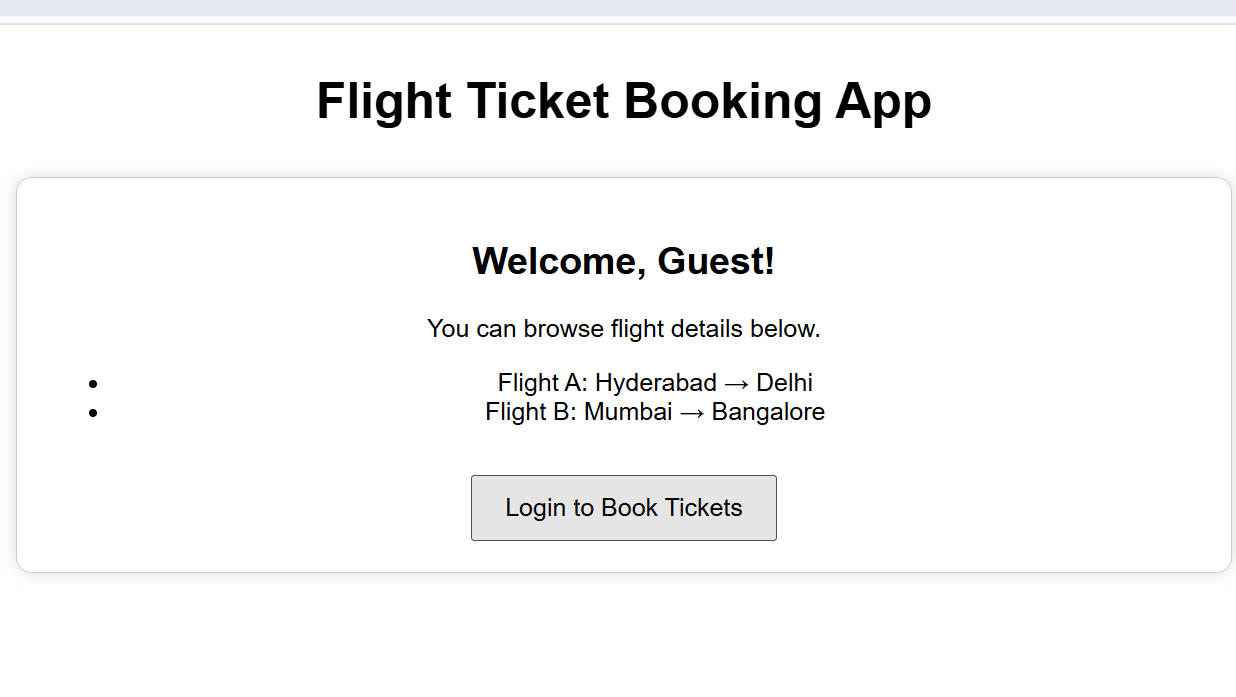 Flight Ticket Booking App
Welcome, Guest!
You can browse flight details below.
• Flight A: Hyderabad → Delhi
• Flight B: Mumbai → Bangalore
Login to Book Tickets